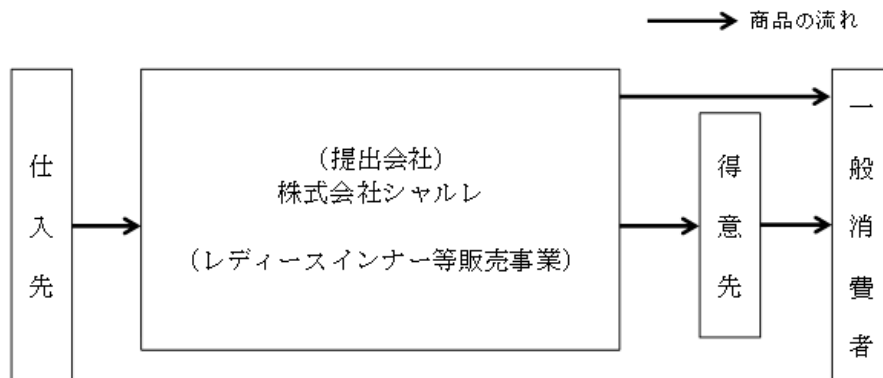 商品の流れ
仕入先
(提出会社)
株式会社シャルレ
(レディースインナー等販売事業)
得意先
一般消費者